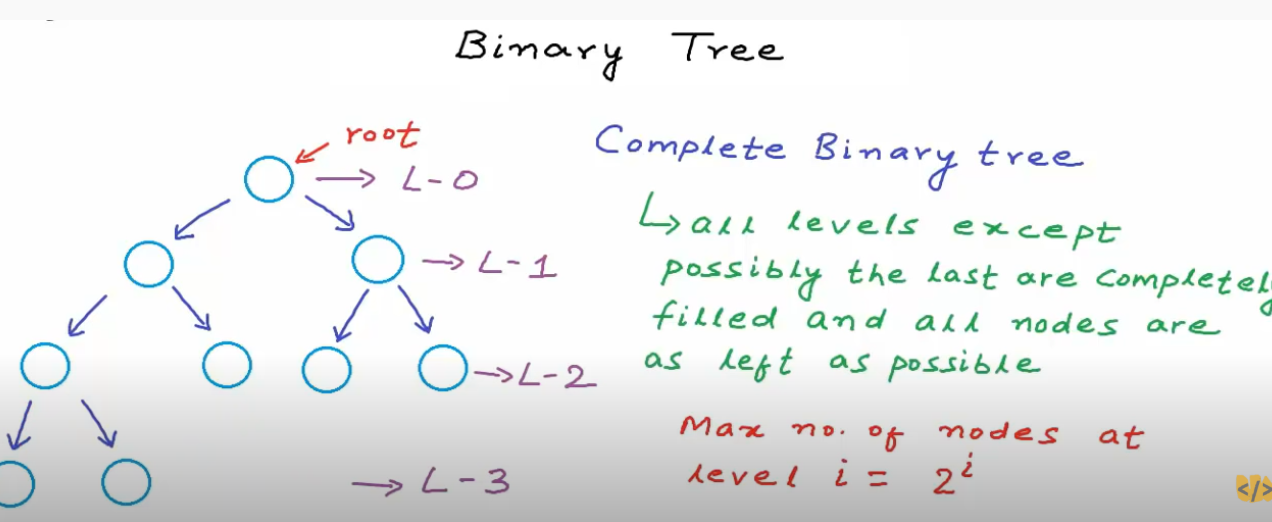 Binary Tree
root
L-0
L-1
L-2
L-3
Complete Binary tree
all levels except
possibly the last are completely
filled and all nodes are
as left as possible
Max no. of nodes at
level i = 2^i
</>